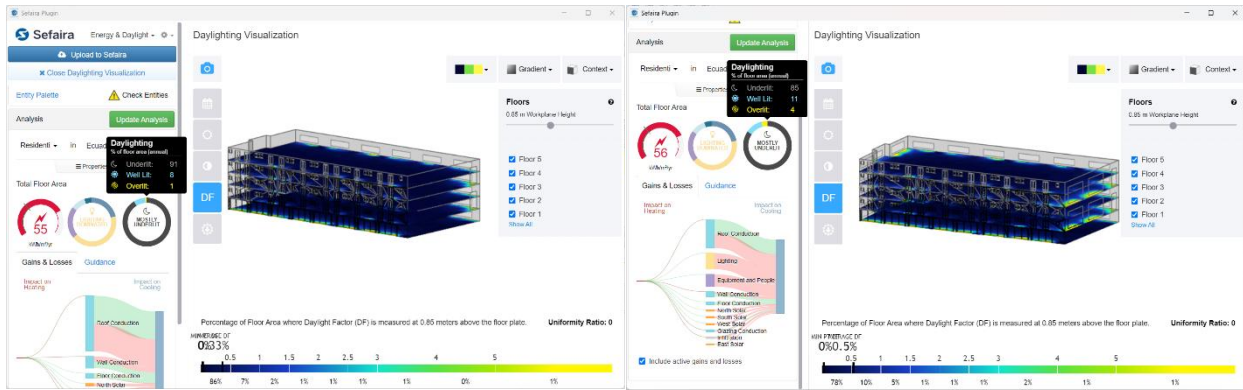 Sefaira Plugin
Sefaira
Energy & Daylight
Upload to Sefaira
Close Daylighting Visualization
Entity Palette
Check Entities
Analysis
Update Analysis
Residenti
in
Ecuad
Daylighting
% of floor area (annual)
Underlit: 91
Well Lit: 8
Overlit: 1
Properties
Total Floor Area
55
MOSTLY
UNDERLIT
Gains & Losses
Guidance
Impact on
Heating
Impact on
Cooling
Roof Conduction
Wall Conduction
Floor Conduction
North Solar
Daylighting Visualization
Gradient
Context
DF
Floors
0.85 m Workplane Height
Floor 5
Floor 4
Floor 3
Floor 2
Floor 1
Show All
Percentage of Floor Area where Daylight Factor (DF) is measured at 0.85 meters above the floor plate.
Uniformity Ratio: 0
0.5 1 1.5 2 2.5 3 4 5
86% 7% 2% 1% 1% 1% 1% 0% 1%
Sefaira Plugin
Analysis
Update Analysis
Residenti
in
Ecuad
Daylighting
% of floor area (annual)
Underlit: 85
Well Lit: 11
Overlit: 4
Properties
Total Floor Area
56
MOSTLY
UNDERLIT
Gains & Losses
Guidance
Impact on
Heating
Impact on
Cooling
Roof Conduction
Lighting
Equipment and People
Wall Conduction
Floor Conduction
North Solar
South Solar
West Solar
Glazing Conduction
Infiltration
East Solar
Include active gains and losses
Daylighting Visualization
Gradient
Context
DF
Floors
0.85 m Workplane Height
Floor 5
Floor 4
Floor 3
Floor 2
Floor 1
Show All
Percentage of Floor Area where Daylight Factor (DF) is measured at 0.85 meters above the floor plate.
Uniformity Ratio: 0
0.5 1 1.5 2 2.5 3 4 5
78% 10% 5% 1% 1% 1% 2% 1% 1%